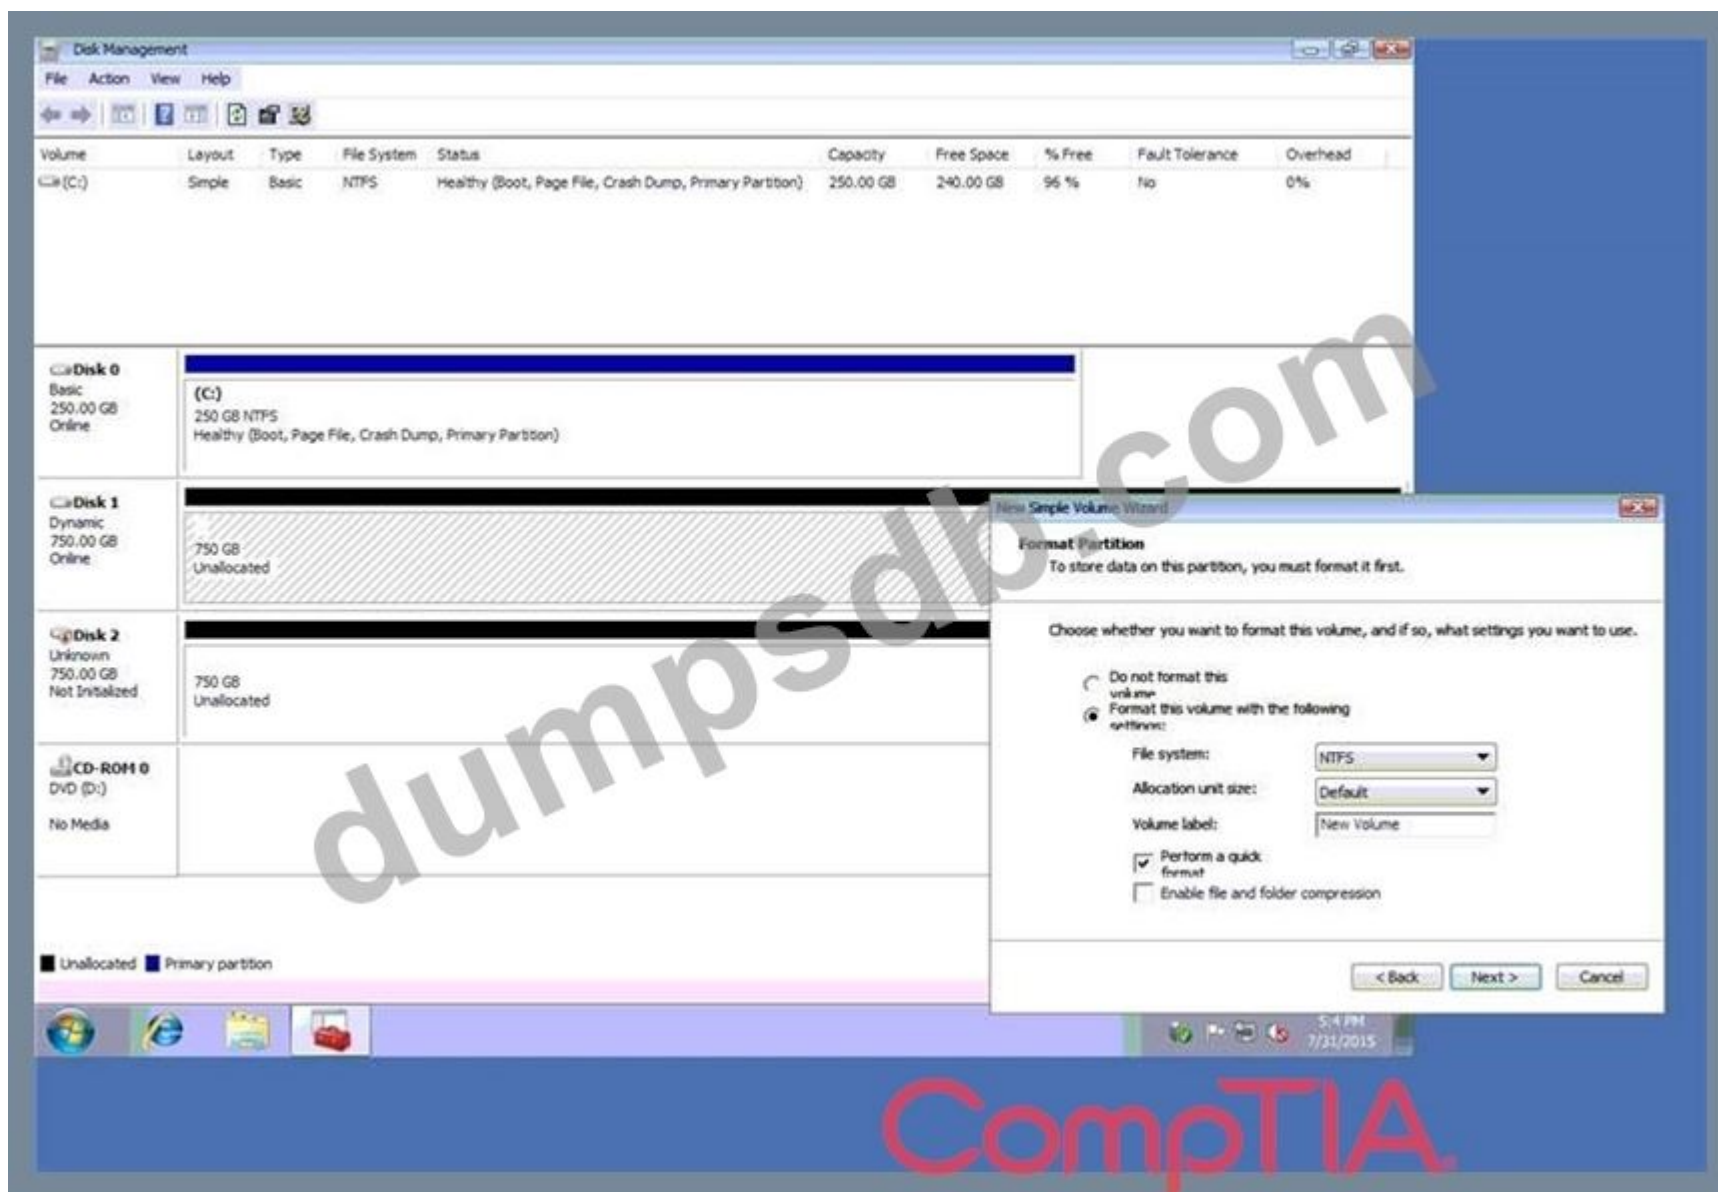 Disk Management
File Action View Help
Volume Layout Type File System Status Capacity Free Space % Free Fault Tolerance Overhead
(C:) Simple Basic NTFS Healthy (Boot, Page File, Crash Dump, Primary Partition) 250.00 GB 240.00 GB 96 % No 0%
Disk 0
Basic
250.00 GB
Online
(C:)
250 GB NTFS
Healthy (Boot, Page File, Crash Dump, Primary Partition)
Disk 1
Dynamic
750.00 GB
Online
750 GB
Unallocated
Disk 2
Unknown
750.00 GB
Not Initialized
750 GB
Unallocated
CD-ROM 0
DVD (D:)
No Media
Unallocated Primary partition
New Simple Volume Wizard
Format Partition
To store data on this partition, you must format it first.
Choose whether you want to format this volume, and if so, what settings you want to use.
Do not format this
volume
Format this volume with the following
settings:
File system: NTFS
Allocation unit size: Default
Volume label: New Volume
Perform a quick
format
Enable file and folder compression
< Back Next > Cancel
5:4 PM
7/31/2015
dumpsdb.com
CompTIA.